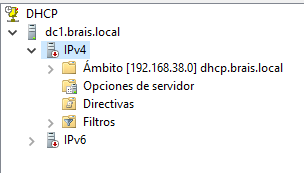 DHCP
dc1.brais.local
IPv4
Ámbito [192.168.38.0] dhcp.brais.local
Opciones de servidor
Directivas
Filtros
IPv6